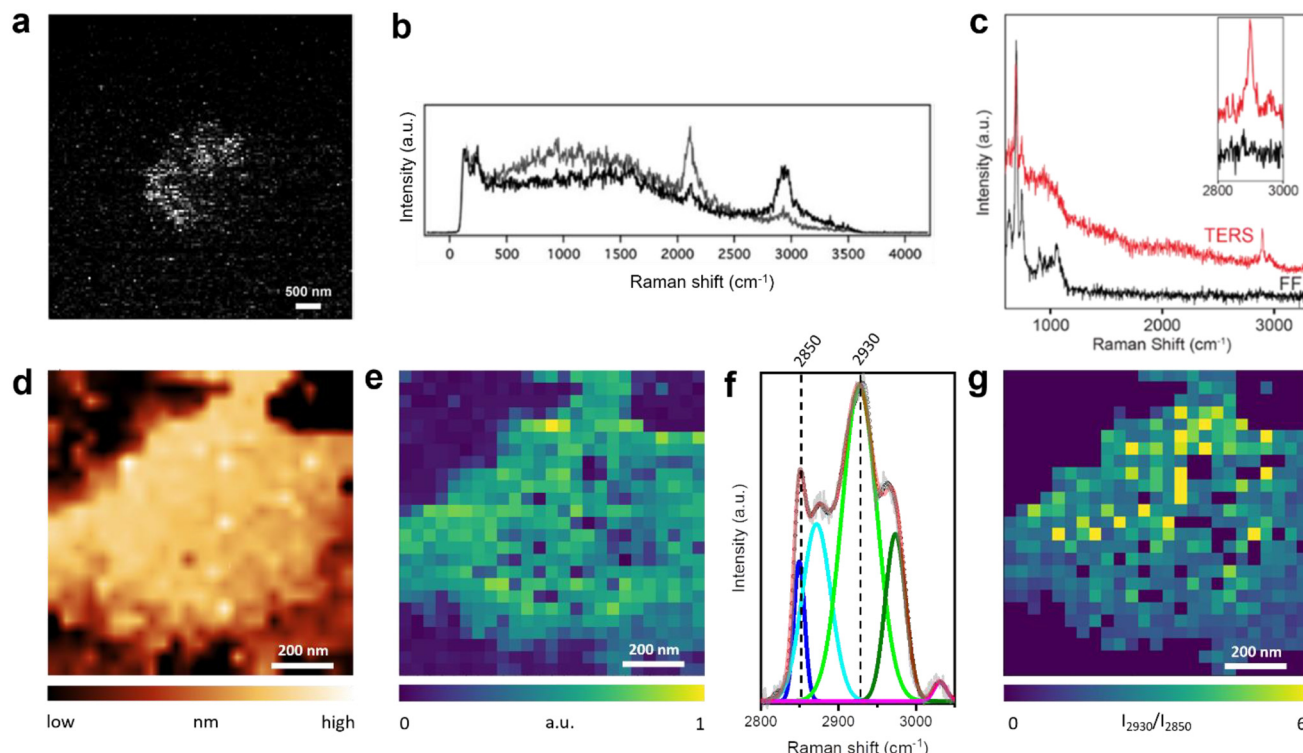 a
500 nm
b
Intensity (a.u.)
0 500 1000 1500 2000 2500 3000 3500 4000
Raman shift (cm⁻¹)
c
Intensity (a.u.)
2800 3000
TERS
FF
1000 2000 3000
Raman Shift (cm⁻¹)
d
200 nm
low nm high
e
200 nm
0 a.u. 1
f
2850 2930
Intensity (a.u.)
2800 2900 3000
Raman shift (cm⁻¹)
g
200 nm
0 I₂₉₃₀/I₂₈₅₀ 6